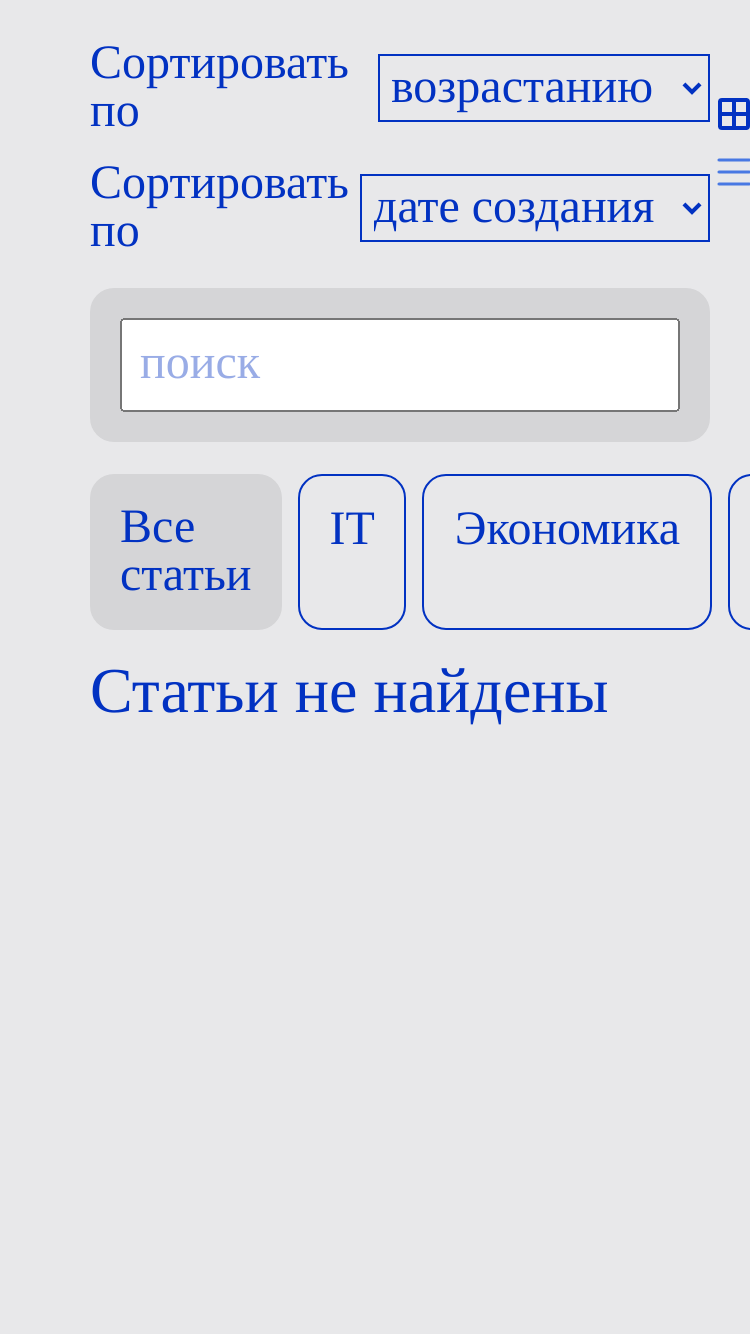 Сортировать
по
возрастанию
Сортировать
по
дате создания
поиск
Все
статьи
IT
Экономика
Статьи не найдены